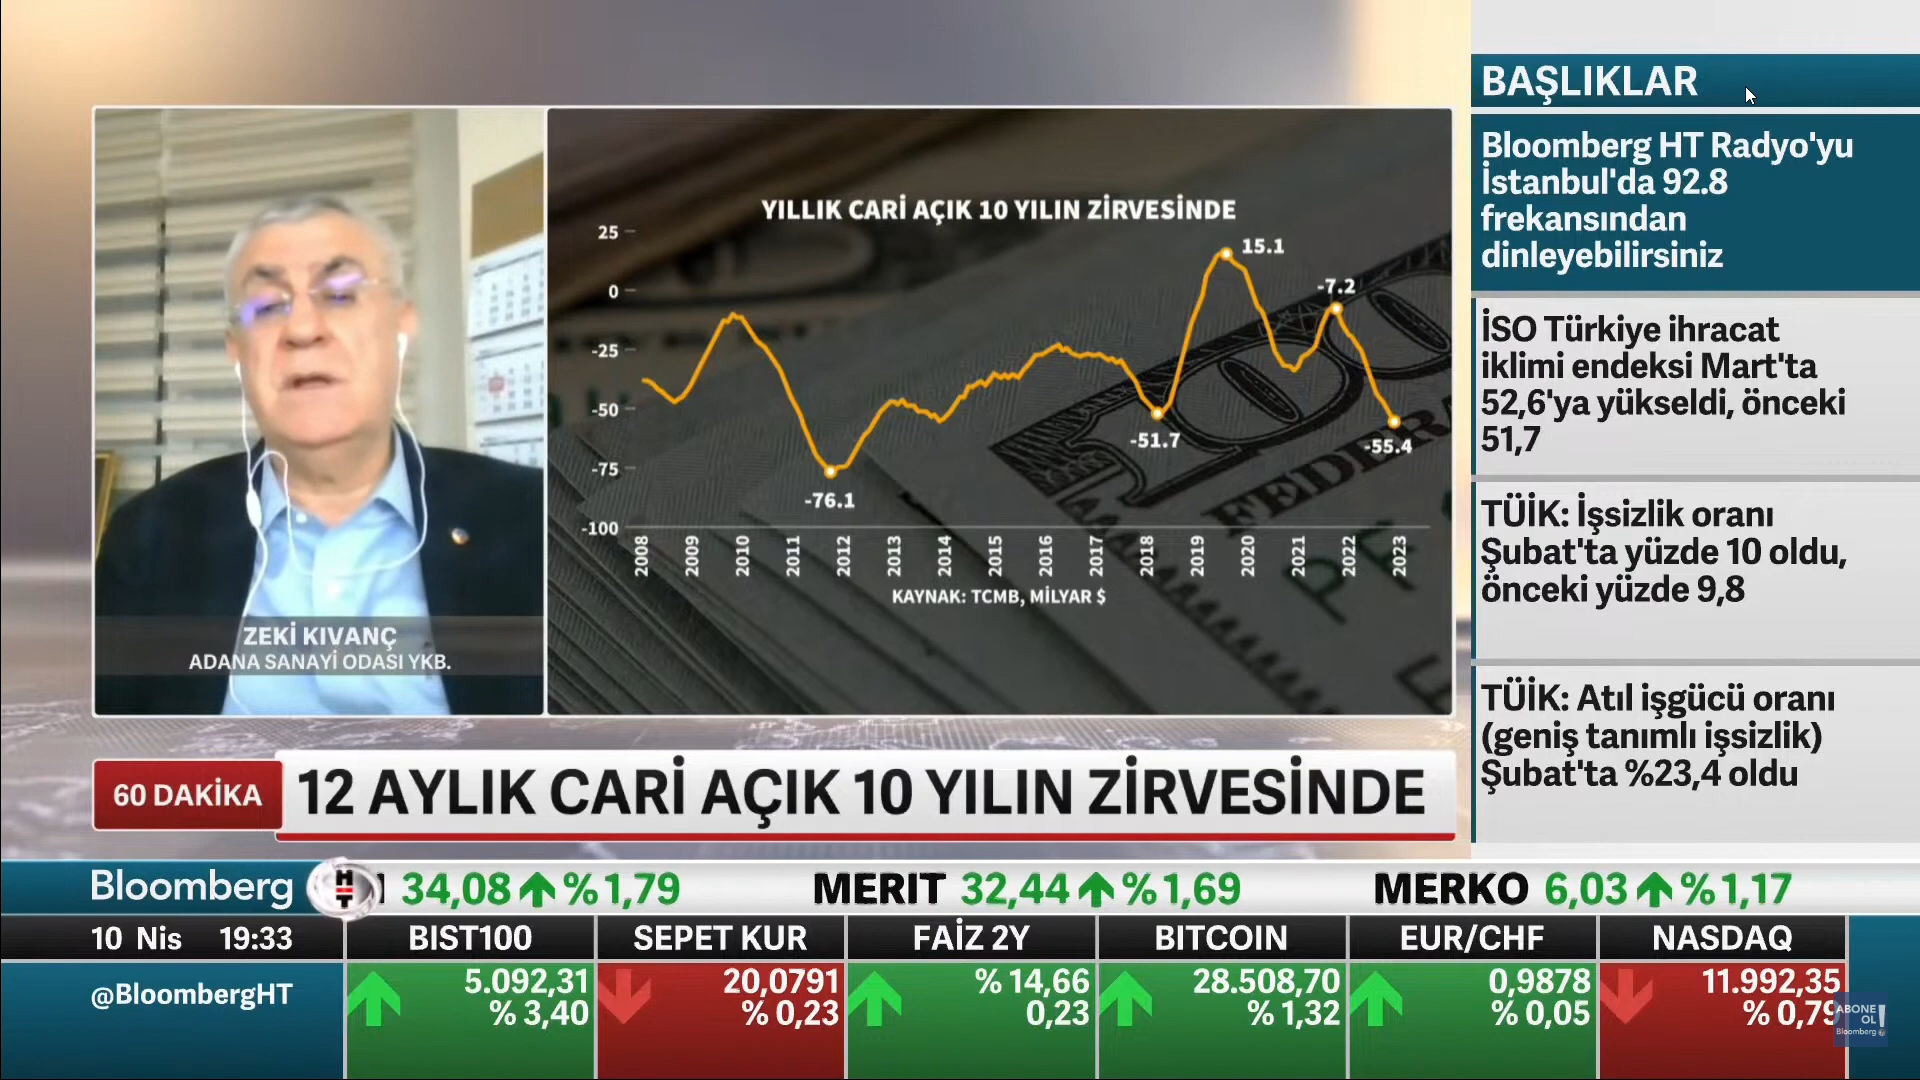 BAŞLIKLAR
Bloomberg HT Radyo'yu
İstanbul'da 92.8
frekansından
dinleyebilirsiniz
İSO Türkiye ihracat
iklimi endeksi Mart'ta
52,6'ya yükseldi, önceki
51,7
TÜİK: İşsizlik oranı
Şubat'ta yüzde 10 oldu,
önceki yüzde 9,8
TÜİK: Atıl işgücü oranı
(geniş tanımlı işsizlik)
Şubat'ta %23,4 oldu
YILLIK CARİ AÇIK 10 YILIN ZİRVESİNDE
25
0
-25
-50
-75
-100
15.1
-7.2
-51.7
-55.4
-76.1
2008 2009 2010 2011 2012 2013 2014 2015 2016 2017 2018 2019 2020 2021 2022 2023
KAYNAK: TCMB, MİLYAR $
100
FEDER
ZEKİ KIVANÇ
ADANA SANAYİ ODASI YKB.
60 DAKİKA
12 AYLIK CARİ AÇIK 10 YILIN ZİRVESİNDE
Bloomberg HT 34,08 %1,79 MERIT 32,44 %1,69 MERKO 6,03 %1,17
10 Nis 19:33 BIST100 SEPET KUR FAİZ 2Y BITCOIN EUR/CHF NASDAQ
@BloombergHT
5.092,31 20,0791 % 14,66 28.508,70 0,9878 11.992,35
% 3,40 % 0,23 0,23 % 1,32 % 0,05 % 0,79
ABONE
OL!
Bloomberg